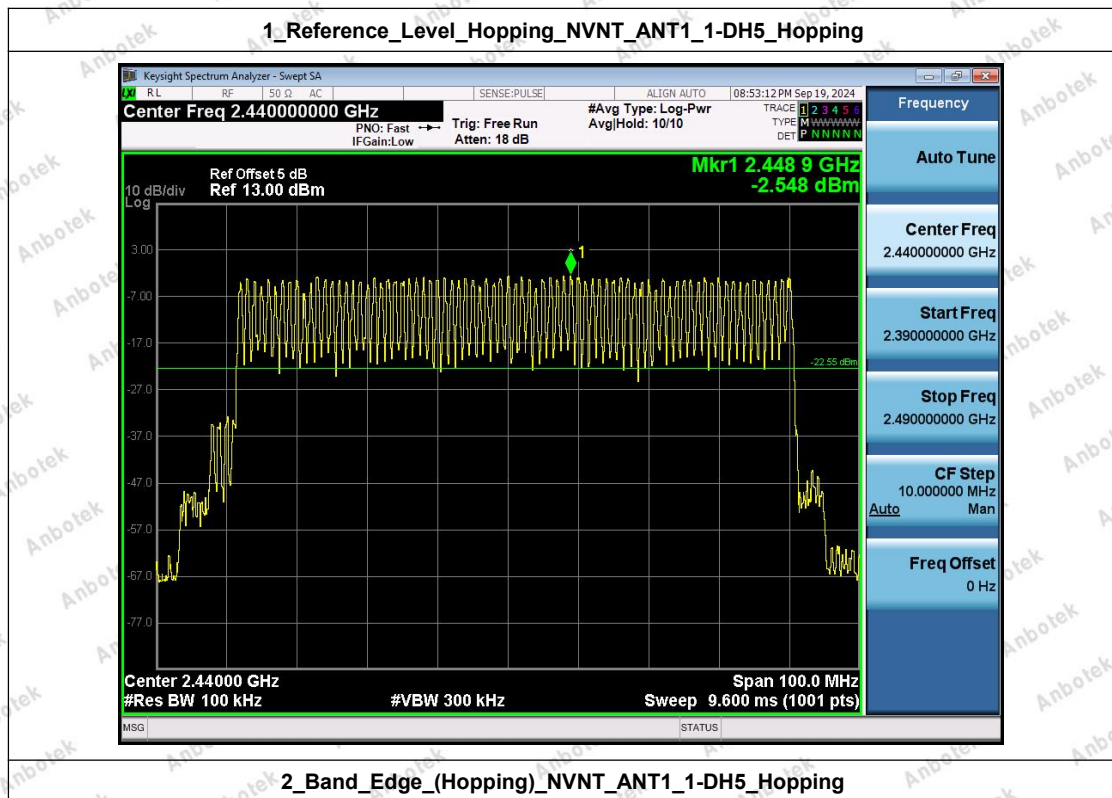 1_Reference_Level_Hopping_NVNT_ANT1_1-DH5_Hopping
Keysight Spectrum Analyzer - Swept SA
LXI RL RF 50 Ω AC SENSE:PULSE ALIGN AUTO 08:53:12 PM Sep 19, 2024
Center Freq 2.440000000 GHz
PNO: Fast
IFGain:Low
Trig: Free Run
Atten: 18 dB
#Avg Type: Log-Pwr
Avg|Hold: 10/10
TRACE 1 2 3 4 5 6
TYPE M WWWWW
DET P N N N N N
Mkr1 2.448 9 GHz
-2.548 dBm
Ref Offset 5 dB
10 dB/div Ref 13.00 dBm
Log
1
3.00
-7.00
-17.0
-22.55 dBm
-27.0
-37.0
-47.0
-57.0
-67.0
-77.0
Center 2.44000 GHz Span 100.0 MHz
#Res BW 100 kHz #VBW 300 kHz Sweep 9.600 ms (1001 pts)
MSG STATUS
Frequency
Auto Tune
Center Freq
2.440000000 GHz
Start Freq
2.390000000 GHz
Stop Freq
2.490000000 GHz
CF Step
10.000000 MHz
Auto Man
Freq Offset
0 Hz
2_Band_Edge_(Hopping)_NVNT_ANT1_1-DH5_Hopping
Anbotek